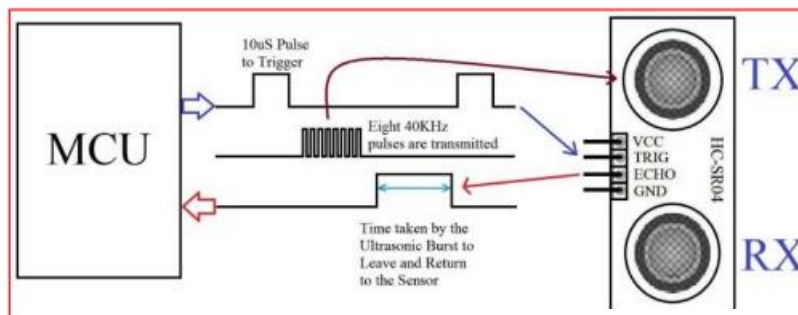 10uS Pulse
to Trigger
MCU
Eight 40KHz
pulses are transmitted
Time taken by the
Ultrasonic Burst to
Leave and Return
to the Sensor
TX
VCC
TRIG
ECHO
GND
HC-SR04
RX